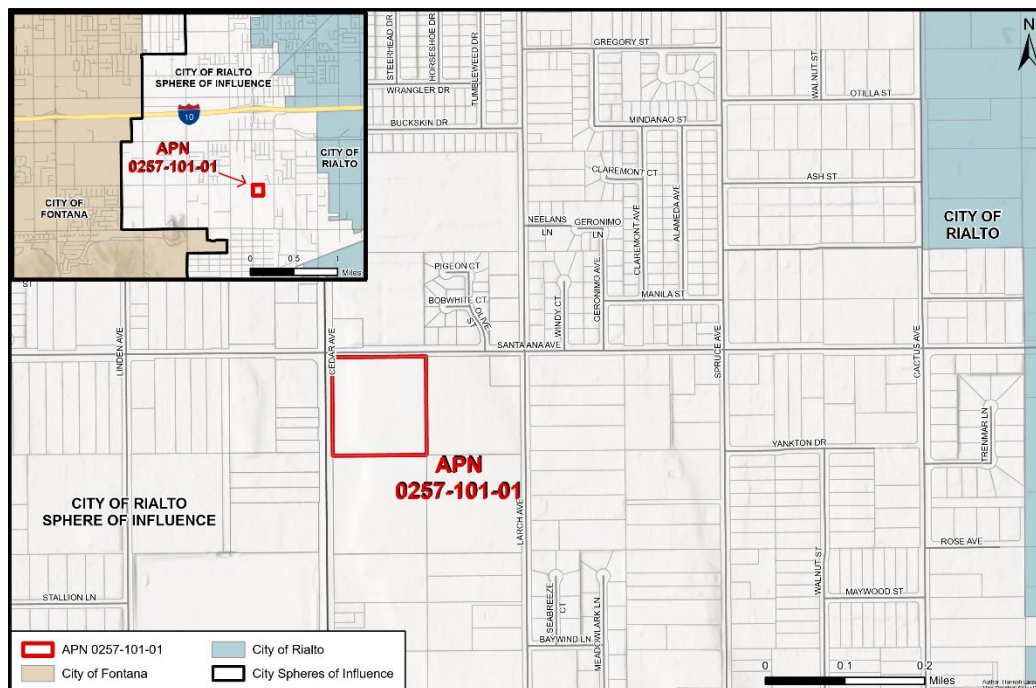 CITY OF RIALTO
SPHERE OF INFLUENCE
10
APN
0257-101-01
CITY OF
RIALTO
CITY OF
FONTANA
0 0.5 1
Miles
STEERHEAD DR
HORSESHOE DR
TUMBLEWEED DR
WRANGLER DR
BUCKSKIN DR
GREGORY ST
MINDANAO ST
CLAREMONT CT
CLAREMONT AVE
ALAMEDA AVE
NEELANS
LN
GERONIMO
LN
GERONIMO AVE
WINDY CT
MANILA ST
WALNUT ST
OTILLA ST
ASH ST
N
CITY OF
RIALTO
PIGEON CT
BOBWHITE CT
OLIVE
ST
ST
SANTA ANA AVE
LINDEN AVE
CEDAR AVE
SPRUCE AVE
CACTUS AVE
APN
0257-101-01
YANKTON DR
TRENMAR LN
CITY OF RIALTO
SPHERE OF INFLUENCE
LARCH AVE
ROSE AVE
WALNUT ST
MAYWOOD ST
STALLION LN
SEABREEZE
CT
BAYWIND LN
MEADOWLARK LN
APN 0257-101-01
City of Rialto
City of Fontana
City Spheres of Influence
0 0.1 0.2
Miles
Author: Hannah